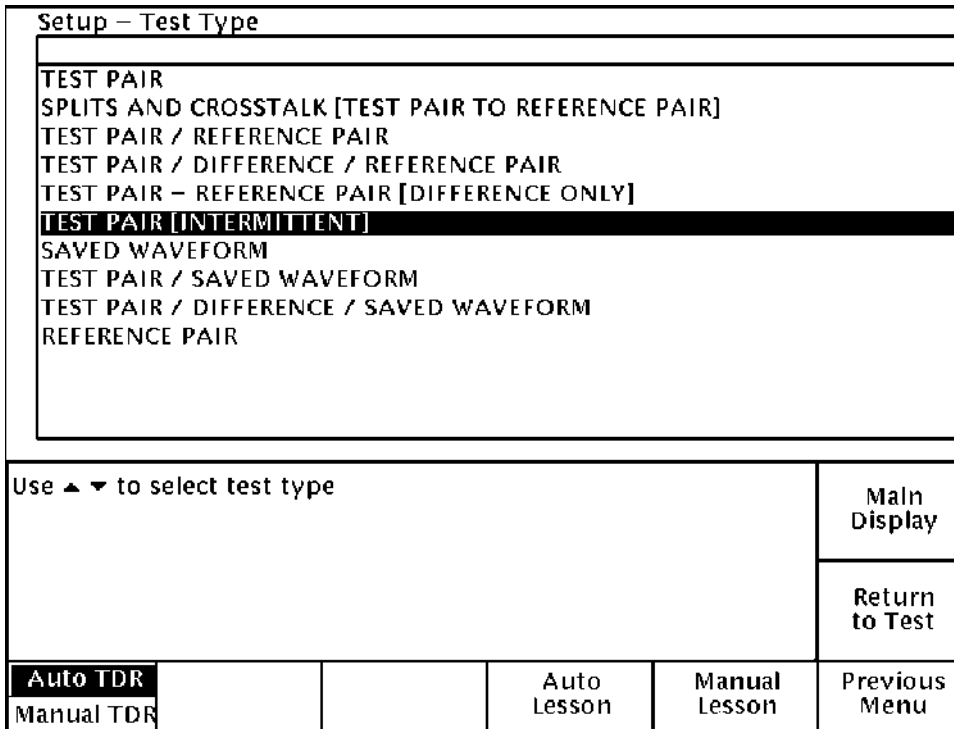 Setup – Test Type
TEST PAIR
SPLITS AND CROSSTALK [TEST PAIR TO REFERENCE PAIR]
TEST PAIR / REFERENCE PAIR
TEST PAIR / DIFFERENCE / REFERENCE PAIR
TEST PAIR – REFERENCE PAIR [DIFFERENCE ONLY]
TEST PAIR [INTERMITTENT]
SAVED WAVEFORM
TEST PAIR / SAVED WAVEFORM
TEST PAIR / DIFFERENCE / SAVED WAVEFORM
REFERENCE PAIR
Use ▲ ▼ to select test type
Main
Display
Return
to Test
Auto TDR
Manual TDR
Auto
Lesson
Manual
Lesson
Previous
Menu